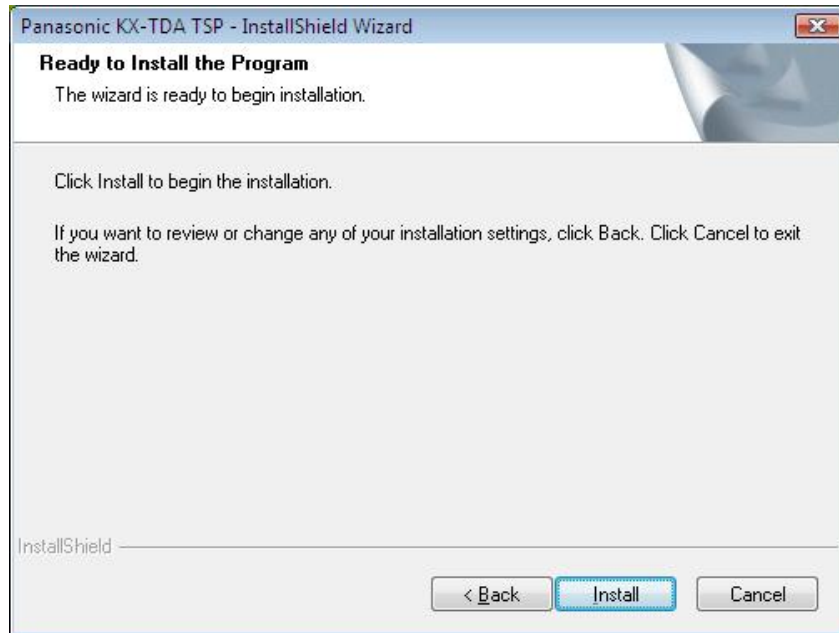 Panasonic KX-TDA TSP - InstallShield Wizard
Ready to Install the Program
The wizard is ready to begin installation.
Click Install to begin the installation.
If you want to review or change any of your installation settings, click Back. Click Cancel to exit
the wizard.
InstallShield
< Back Install Cancel